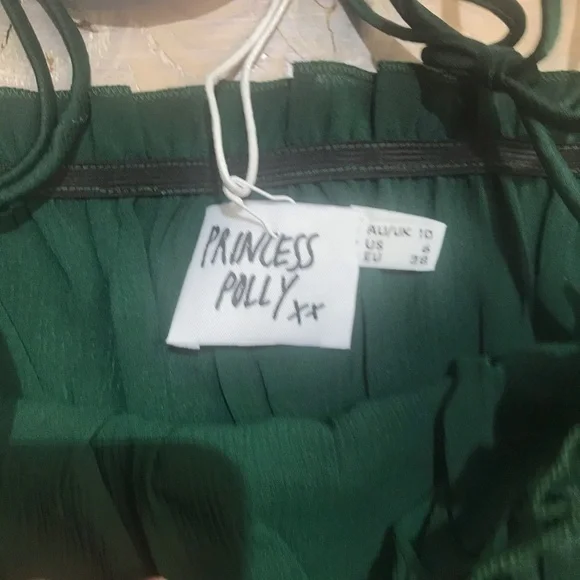 PRINCESS
POLLY xx
AU/UK 10
US 6
EU 38